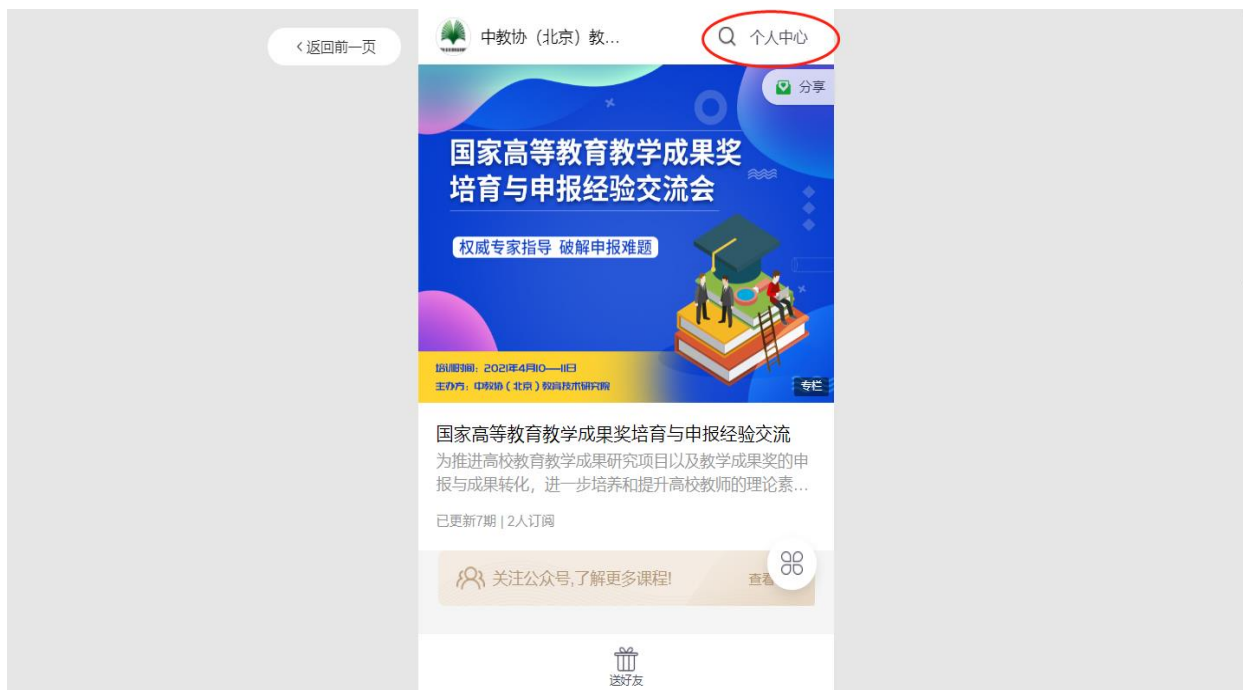 <返回前一页
中教协（北京）教...
个人中心
分享
国家高等教育教学成果奖
培育与申报经验交流会
权威专家指导 破解申报难题
培训时间：2021年4月10——11日
主办方：中教协（北京）教育技术研究院
专栏
国家高等教育教学成果奖培育与申报经验交流
为推进高校教育教学成果研究项目以及教学成果奖的申
报与成果转化，进一步培养和提升高校教师的理论素...
已更新7期 | 2人订阅
关注公众号,了解更多课程!
查看
送好友